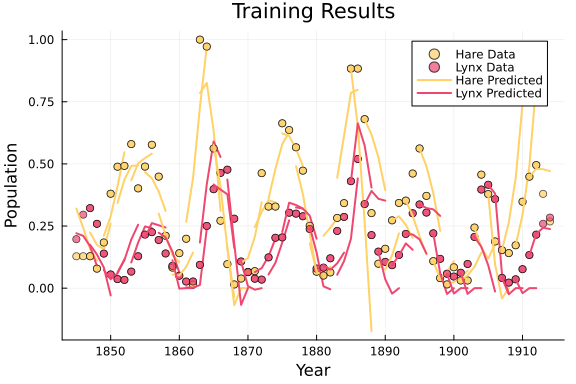 Training Results
1.00
0.75
0.50
0.25
0.00
Population
Hare Data
Lynx Data
Hare Predicted
Lynx Predicted
1850
1860
1870
1880
1890
1900
1910
Year